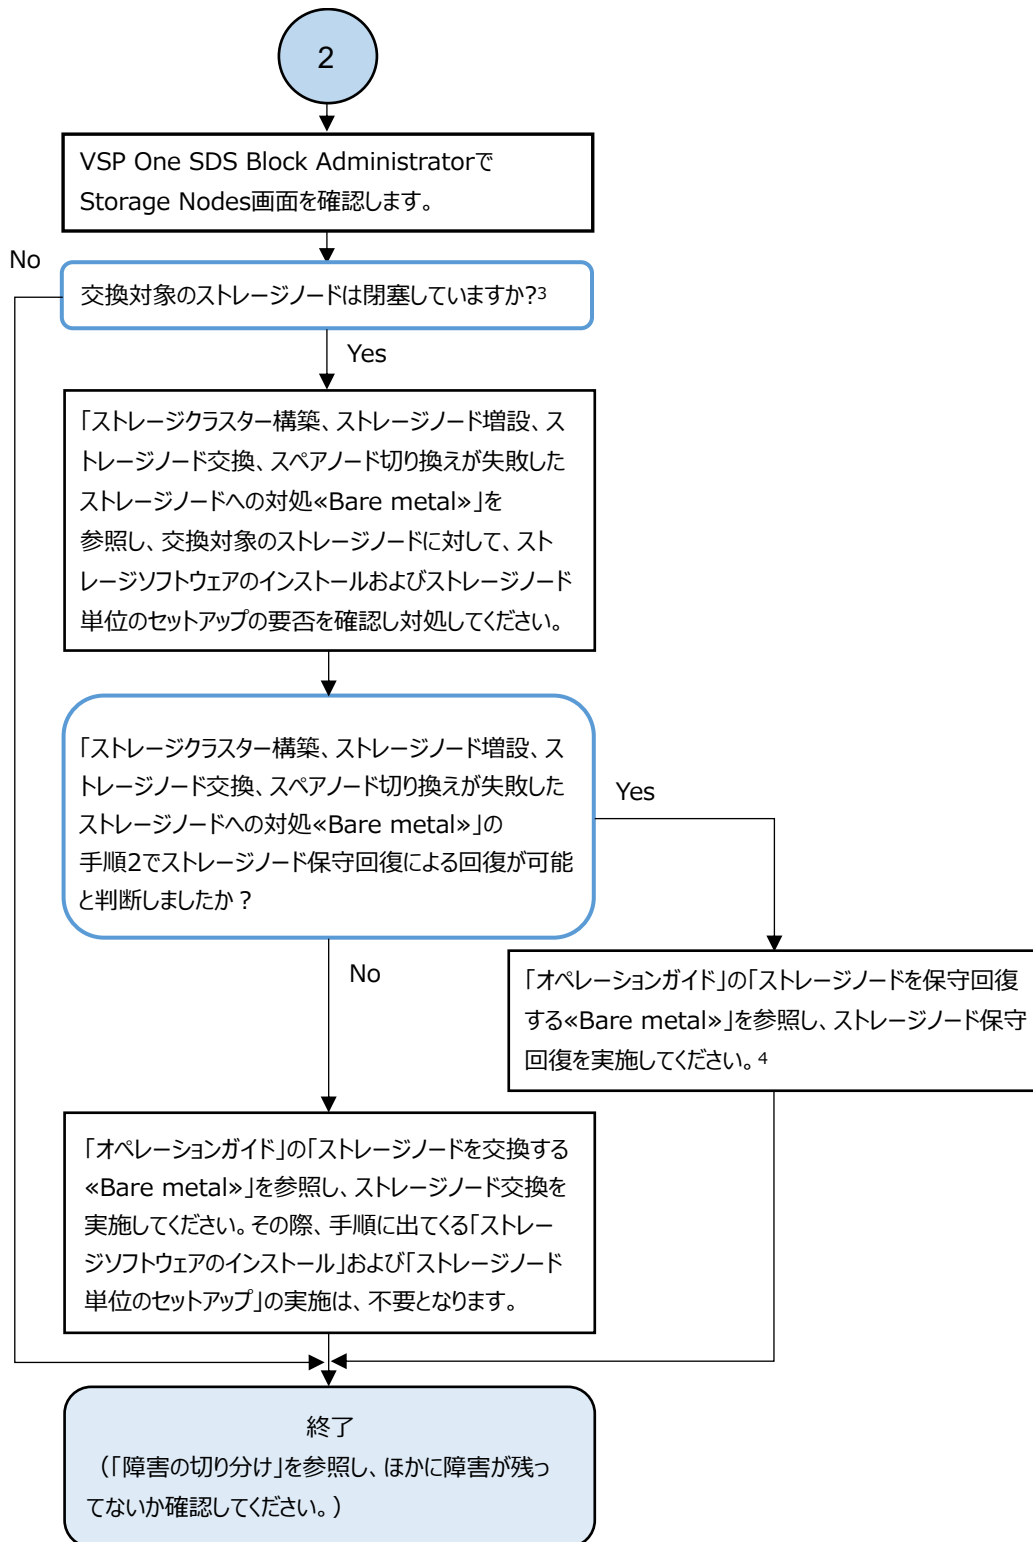 2
VSP One SDS Block Administratorで
Storage Nodes画面を確認します。
No
交換対象のストレージノードは閉塞していますか?3
Yes
「ストレージクラスター構築、ストレージノード増設、ス
トレージノード交換、スペアノード切り換えが失敗した
ストレージノードへの対処«Bare metal»」を
参照し、交換対象のストレージノードに対して、スト
レージソフトウェアのインストールおよびストレージノード
単位のセットアップの要否を確認し対処してください。
「ストレージクラスター構築、ストレージノード増設、ス
トレージノード交換、スペアノード切り換えが失敗した
ストレージノードへの対処«Bare metal»」の
手順2でストレージノード保守回復による回復が可能
と判断しましたか？
Yes
No
「オペレーションガイド」の「ストレージノードを保守回復
する«Bare metal»」を参照し、ストレージノード保守
回復を実施してください。4
「オペレーションガイド」の「ストレージノードを交換する
«Bare metal»」を参照し、ストレージノード交換を
実施してください。その際、手順に出てくる「ストレー
ジソフトウェアのインストール」および「ストレージノード
単位のセットアップ」の実施は、不要となります。
終了
（「障害の切り分け」を参照し、ほかに障害が残っ
てないか確認してください。）